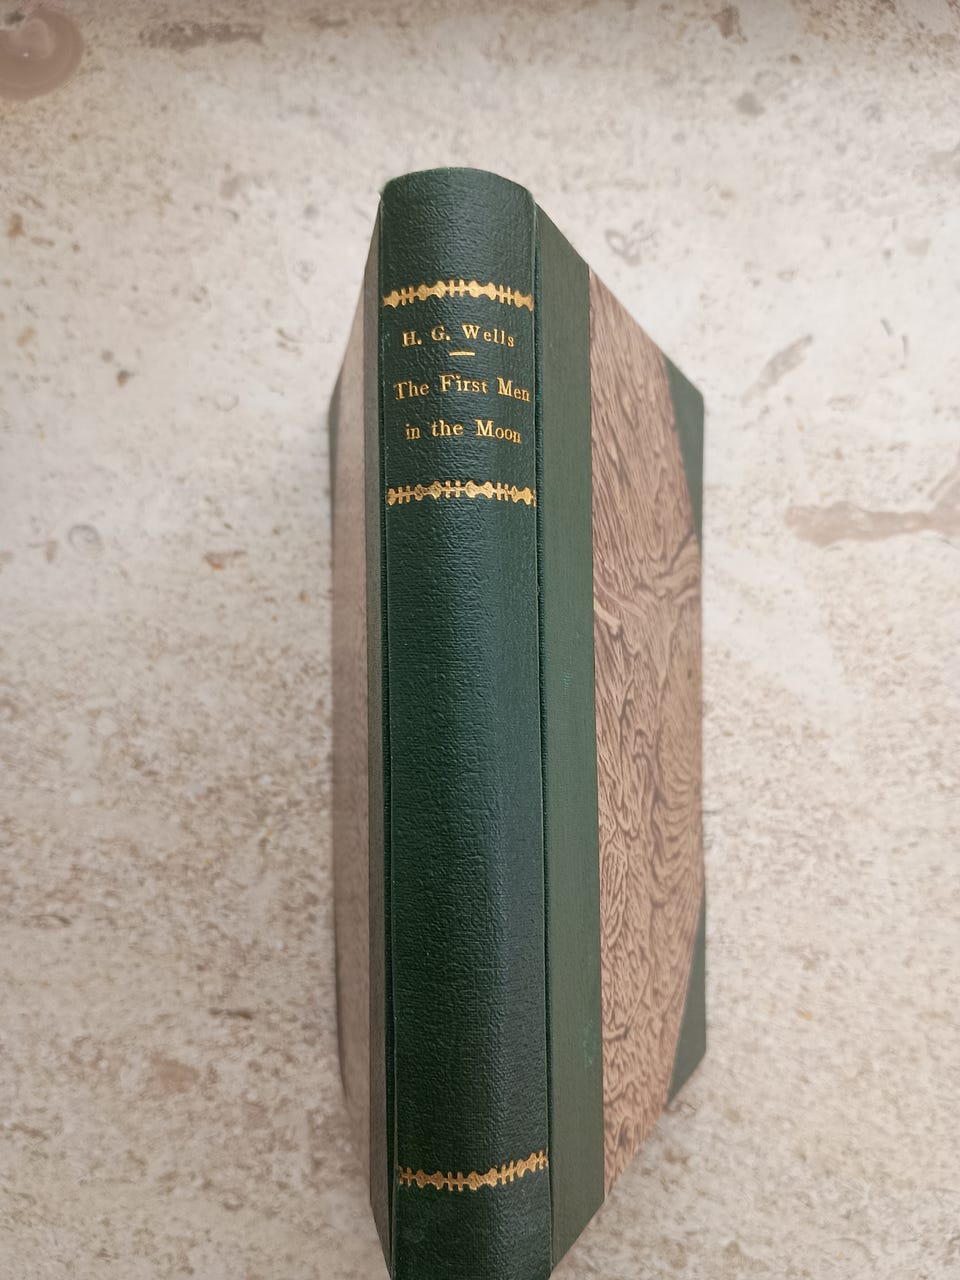 H. G. Wells
The First Men
in the Moon